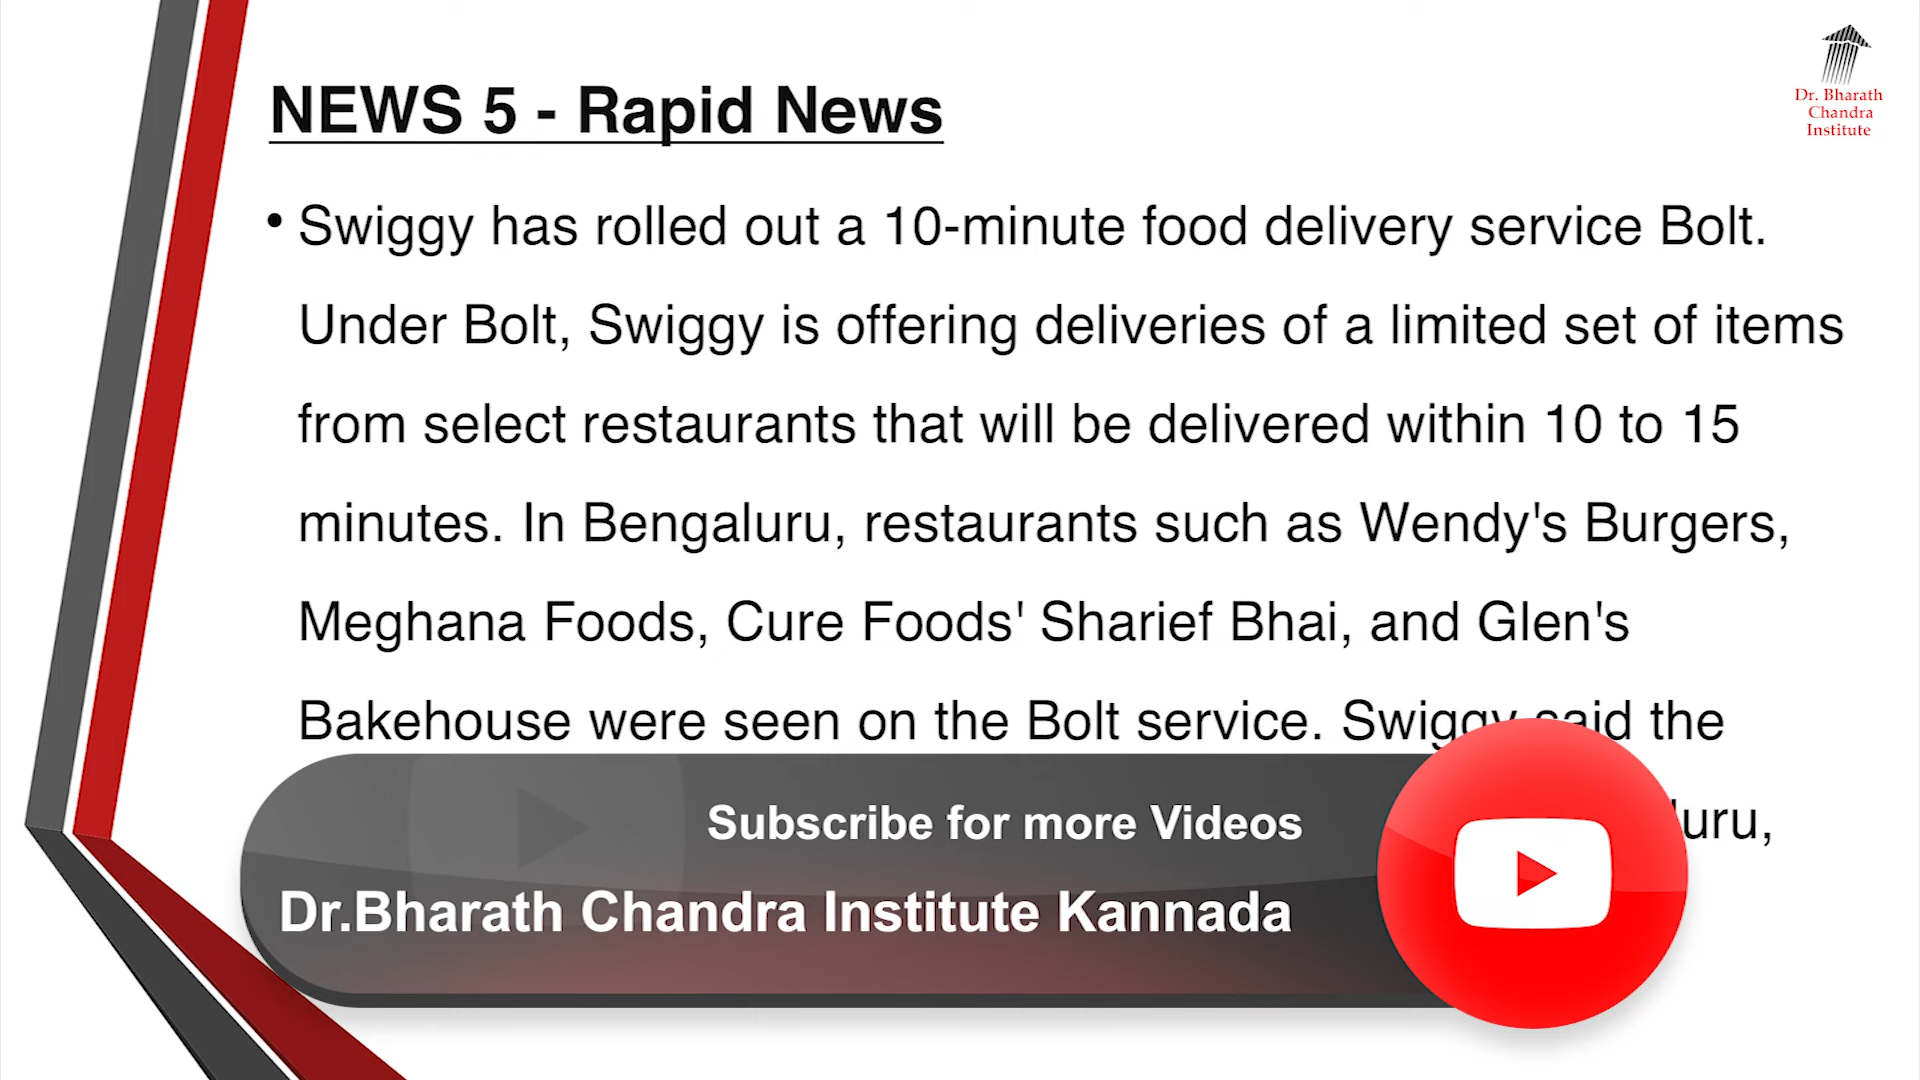 NEWS 5 - Rapid News
Dr. Bharath
Chandra
Institute
• Swiggy has rolled out a 10-minute food delivery service Bolt.
Under Bolt, Swiggy is offering deliveries of a limited set of items
from select restaurants that will be delivered within 10 to 15
minutes. In Bengaluru, restaurants such as Wendy's Burgers,
Meghana Foods, Cure Foods' Sharief Bhai, and Glen's
Bakehouse were seen on the Bolt service. Swiggy said the
Subscribe for more Videos
Dr.Bharath Chandra Institute Kannada